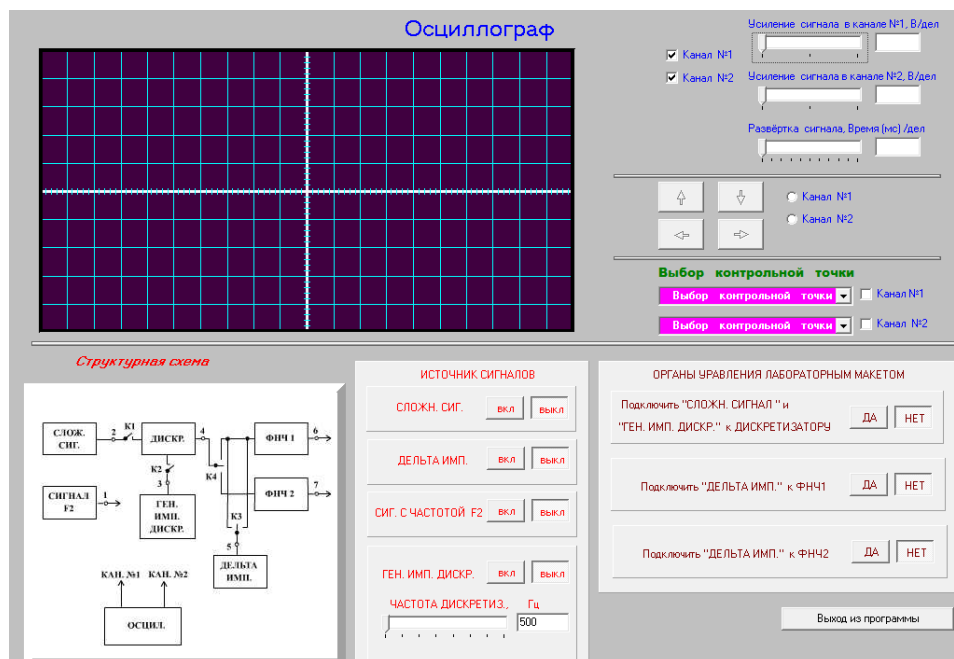 Осциллограф
Усиление сигнала в канале №1, В/дел
Канал №1
Канал №2
Усиление сигнала в канале №2, В/дел
Развёртка сигнала, Время (мс) /дел
Канал №1
Канал №2
Выбор контрольной точки
Выбор контрольной точки
Канал №1
Выбор контрольной точки
Канал №2
Структурная схема
СЛОЖ.
СИГ.
2
К1
ДИСКР.
4
ФНЧ 1
6
К2
3
К4
СИГНАЛ
F2
1
ГЕН.
ИМП.
ДИСКР.
ФНЧ 2
7
К3
5
ДЕЛЬТА
ИМП.
КАН. №1 КАН. №2
ОСЦИЛ.
ИСТОЧНИК СИГНАЛОВ
СЛОЖН. СИГ. вкл выкл
ДЕЛЬТА ИМП. вкл выкл
СИГ. С ЧАСТОТОЙ F2 вкл выкл
ГЕН. ИМП. ДИСКР. вкл выкл
ЧАСТОТА ДИСКРЕТИЗ., Гц
500
ОРГАНЫ УРАВЛЕНИЯ ЛАБОРАТОРНЫМ МАКЕТОМ
Подключить "СЛОЖН. СИГНАЛ " и
"ГЕН. ИМП. ДИСКР." к ДИСКРЕТИЗАТОРУ
ДА НЕТ
Подключить "ДЕЛЬТА ИМП." к ФНЧ1 ДА НЕТ
Подключить "ДЕЛЬТА ИМП." к ФНЧ2 ДА НЕТ
Выход из программы